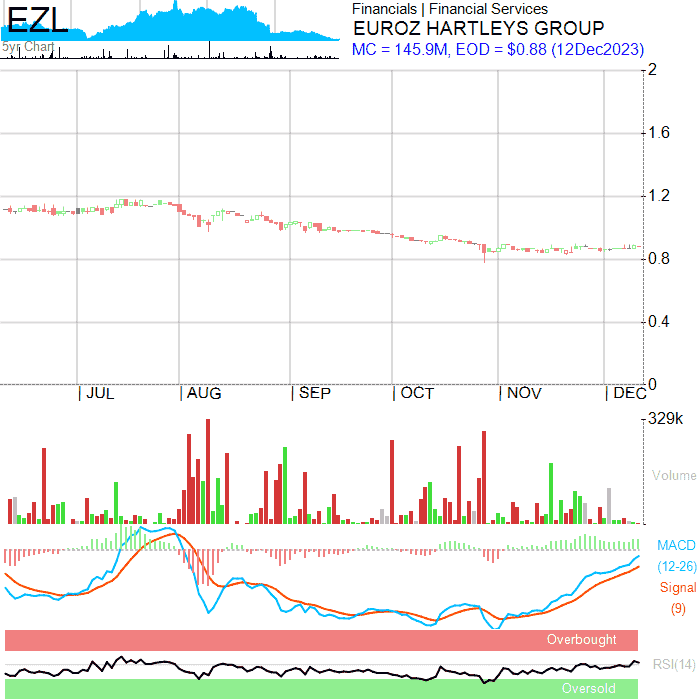 EZL
5yr Chart
Financials | Financial Services
EUROZ HARTLEYS GROUP
MC = 145.9M, EOD = $0.88 (12Dec2023)
2
1.6
1.2
0.8
0.4
0
| JUL | AUG | SEP | OCT | NOV | DEC
329k
Volume
MACD
(12-26)
Signal
(9)
Overbought
RSI(14)
Oversold